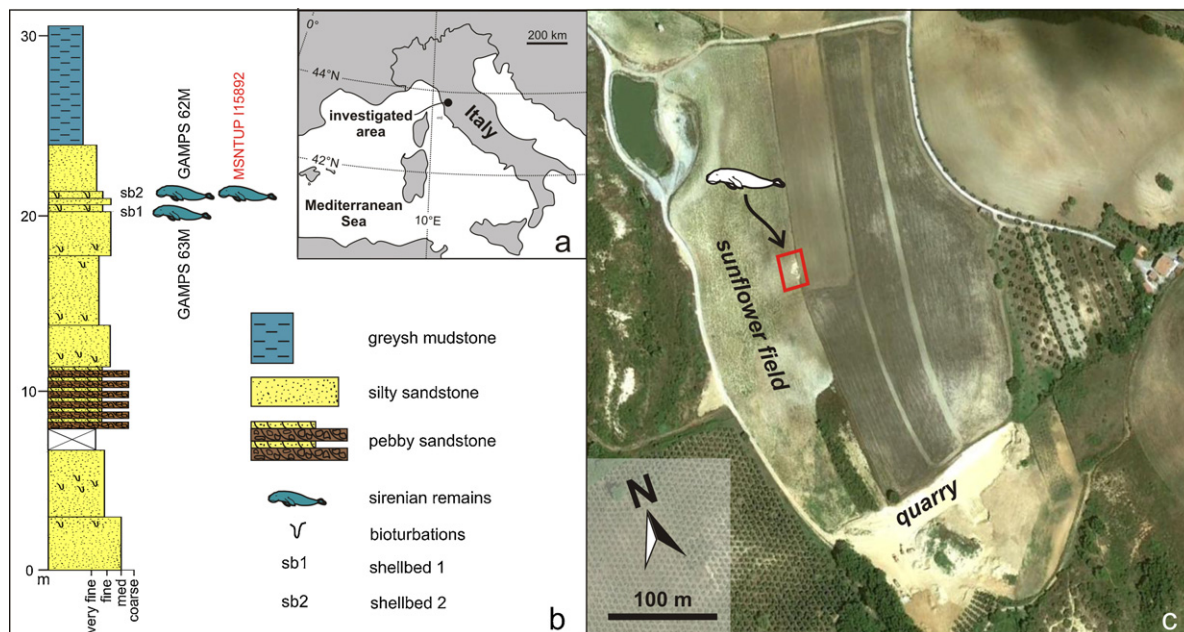 30
20
10
0
m
very fine
fine
med
coarse
sb2
sb1
GAMPS 62M
MSNTUP I15892
GAMPS 63M
greysh mudstone
silty sandstone
pebby sandstone
sirenian remains
bioturbations
sb1
shellbed 1
sb2
shellbed 2
b
0°
200 km
44°N
investigated
area
Italy
42°N
Mediterranean
Sea
10°E
a
sunflower field
quarry
N
100 m
c